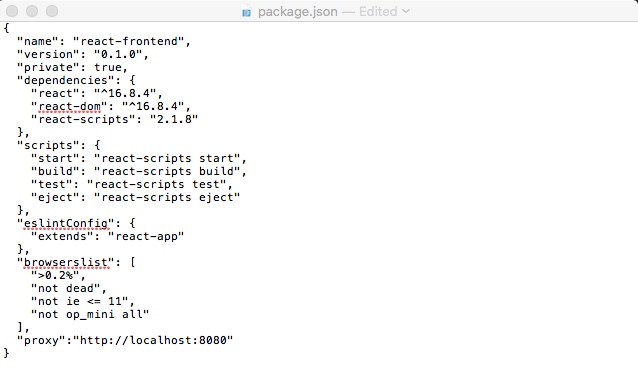 package.json — Edited
{
  "name": "react-frontend",
  "version": "0.1.0",
  "private": true,
  "dependencies": {
    "react": "^16.8.4",
    "react-dom": "^16.8.4",
    "react-scripts": "2.1.8"
  },
  "scripts": {
    "start": "react-scripts start",
    "build": "react-scripts build",
    "test": "react-scripts test",
    "eject": "react-scripts eject"
  },
  "eslintConfig": {
    "extends": "react-app"
  },
  "browserslist": [
    ">0.2%",
    "not dead",
    "not ie <= 11",
    "not op_mini all"
  ],
  "proxy":"http://localhost:8080"
}